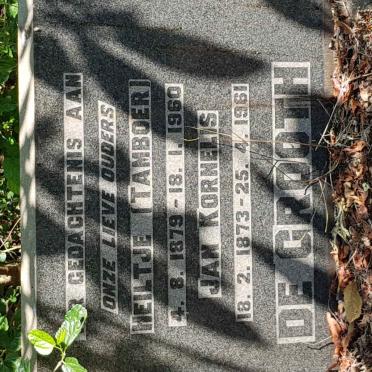 R GEDACHTENIS AAN
ONZE LIEVE OUDERS
HEILTJE (TAMBOER)
4. 8. 1879 - 18. 1. 1960
JAN KORNELIS
18. 2. 1873 - 25. 4. 1961
DE GROOTH